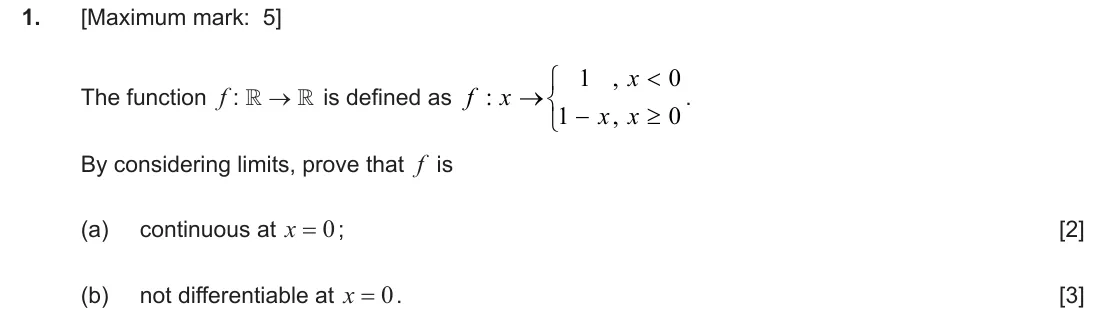 1. [Maximum mark: 5]
The function f : ℝ → ℝ is defined as f : x → { 1 , x < 0
1 − x, x ≥ 0 .
By considering limits, prove that f is
(a) continuous at x = 0 ; [2]
(b) not differentiable at x = 0 . [3]